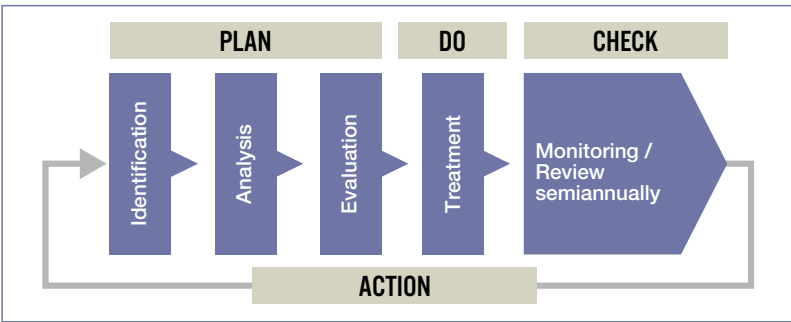 PLAN
DO
CHECK
Identification
Analysis
Evaluation
Treatment
Monitoring /
Review
semiannually
ACTION